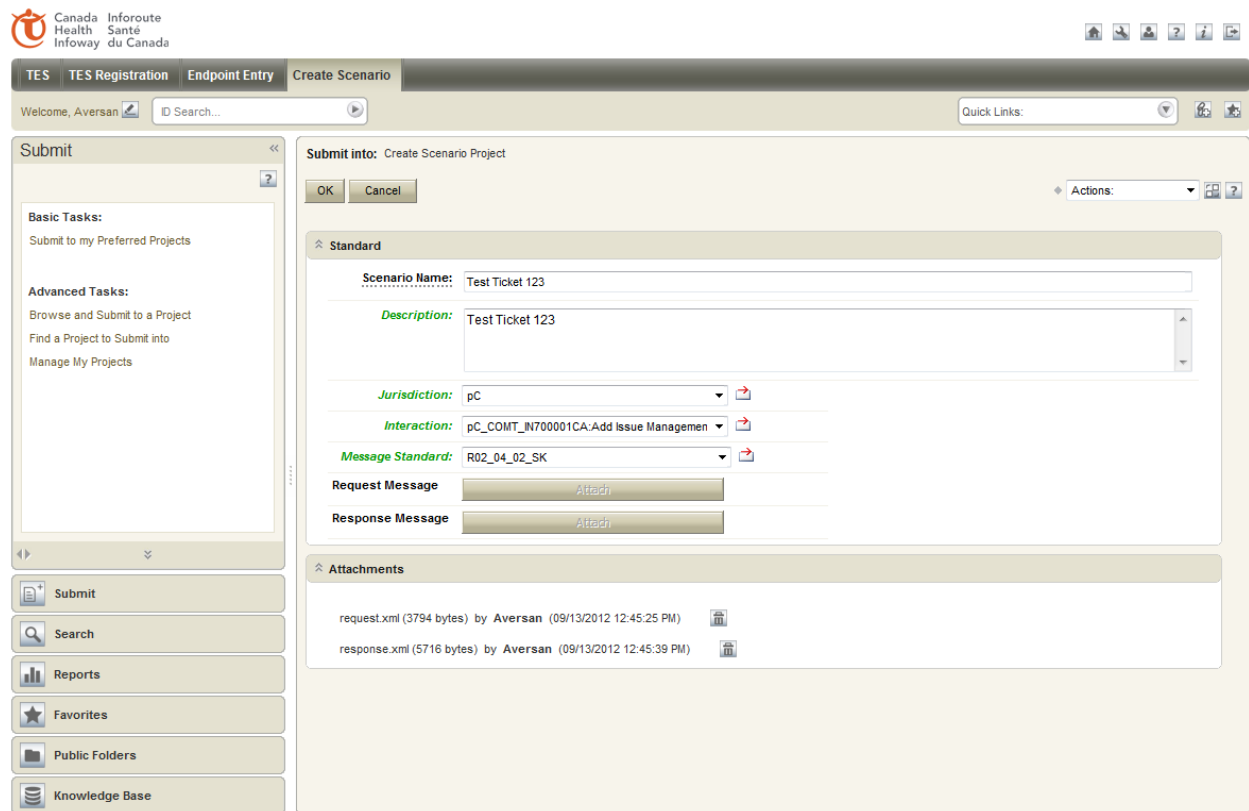 Canada Inforoute
Health Santé
Infoway du Canada
TES TES Registration Endpoint Entry Create Scenario
Welcome, Aversan ID Search... Quick Links:
Submit
Basic Tasks:
Submit to my Preferred Projects
Advanced Tasks:
Browse and Submit to a Project
Find a Project to Submit into
Manage My Projects
Submit
Search
Reports
Favorites
Public Folders
Knowledge Base
Submit into: Create Scenario Project
OK Cancel Actions:
Standard
Scenario Name: Test Ticket 123
Description: Test Ticket 123
Jurisdiction: pC
Interaction: pC_COMT_IN700001CA:Add Issue Managemen
Message Standard: R02_04_02_SK
Request Message Attach
Response Message Attach
Attachments
request.xml (3794 bytes) by Aversan (09/13/2012 12:45:25 PM)
response.xml (5716 bytes) by Aversan (09/13/2012 12:45:39 PM)